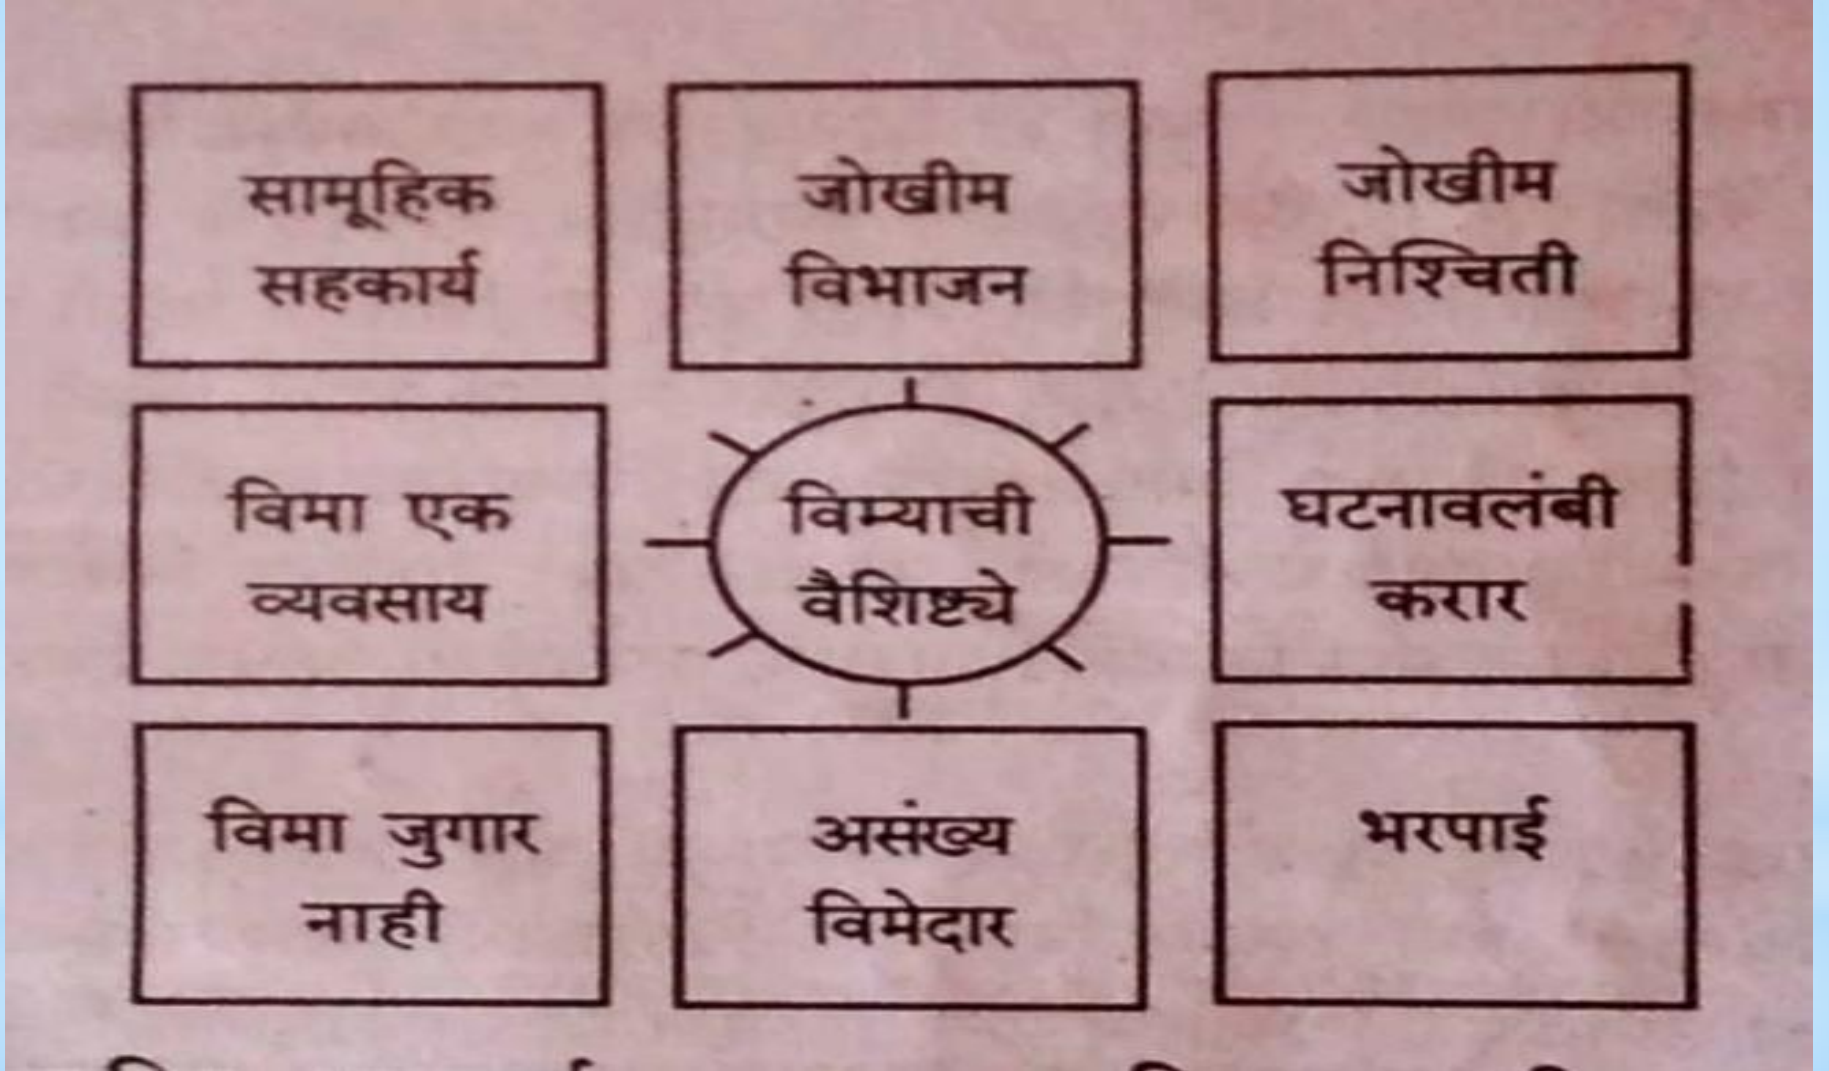 सामूहिक
सहकार्य
जोखीम
विभाजन
जोखीम
निश्चिती
विमा एक
व्यवसाय
विम्याची
वैशिष्ट्ये
घटनावलंबी
करार
विमा जुगार
नाही
असंख्य
विमेदार
भरपाई